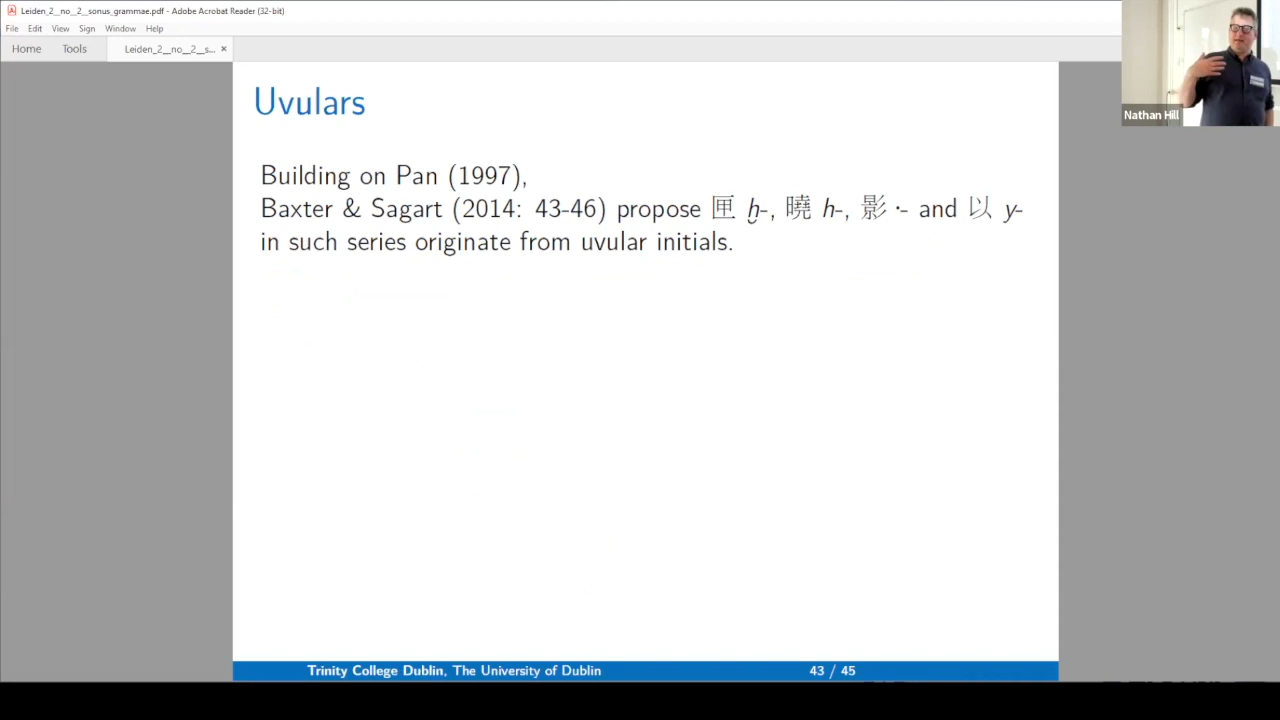 Leiden_2__no__2__sonus_grammae.pdf - Adobe Acrobat Reader (32-bit)
File Edit View Sign Window Help
Home Tools Leiden_2__no__2__s... ×
Nathan Hill
Uvulars
Building on Pan (1997),
Baxter & Sagart (2014: 43-46) propose 匣 ḫ-, 曉 h-, 影 ·- and 以 y-
in such series originate from uvular initials.
Trinity College Dublin, The University of Dublin 43 / 45